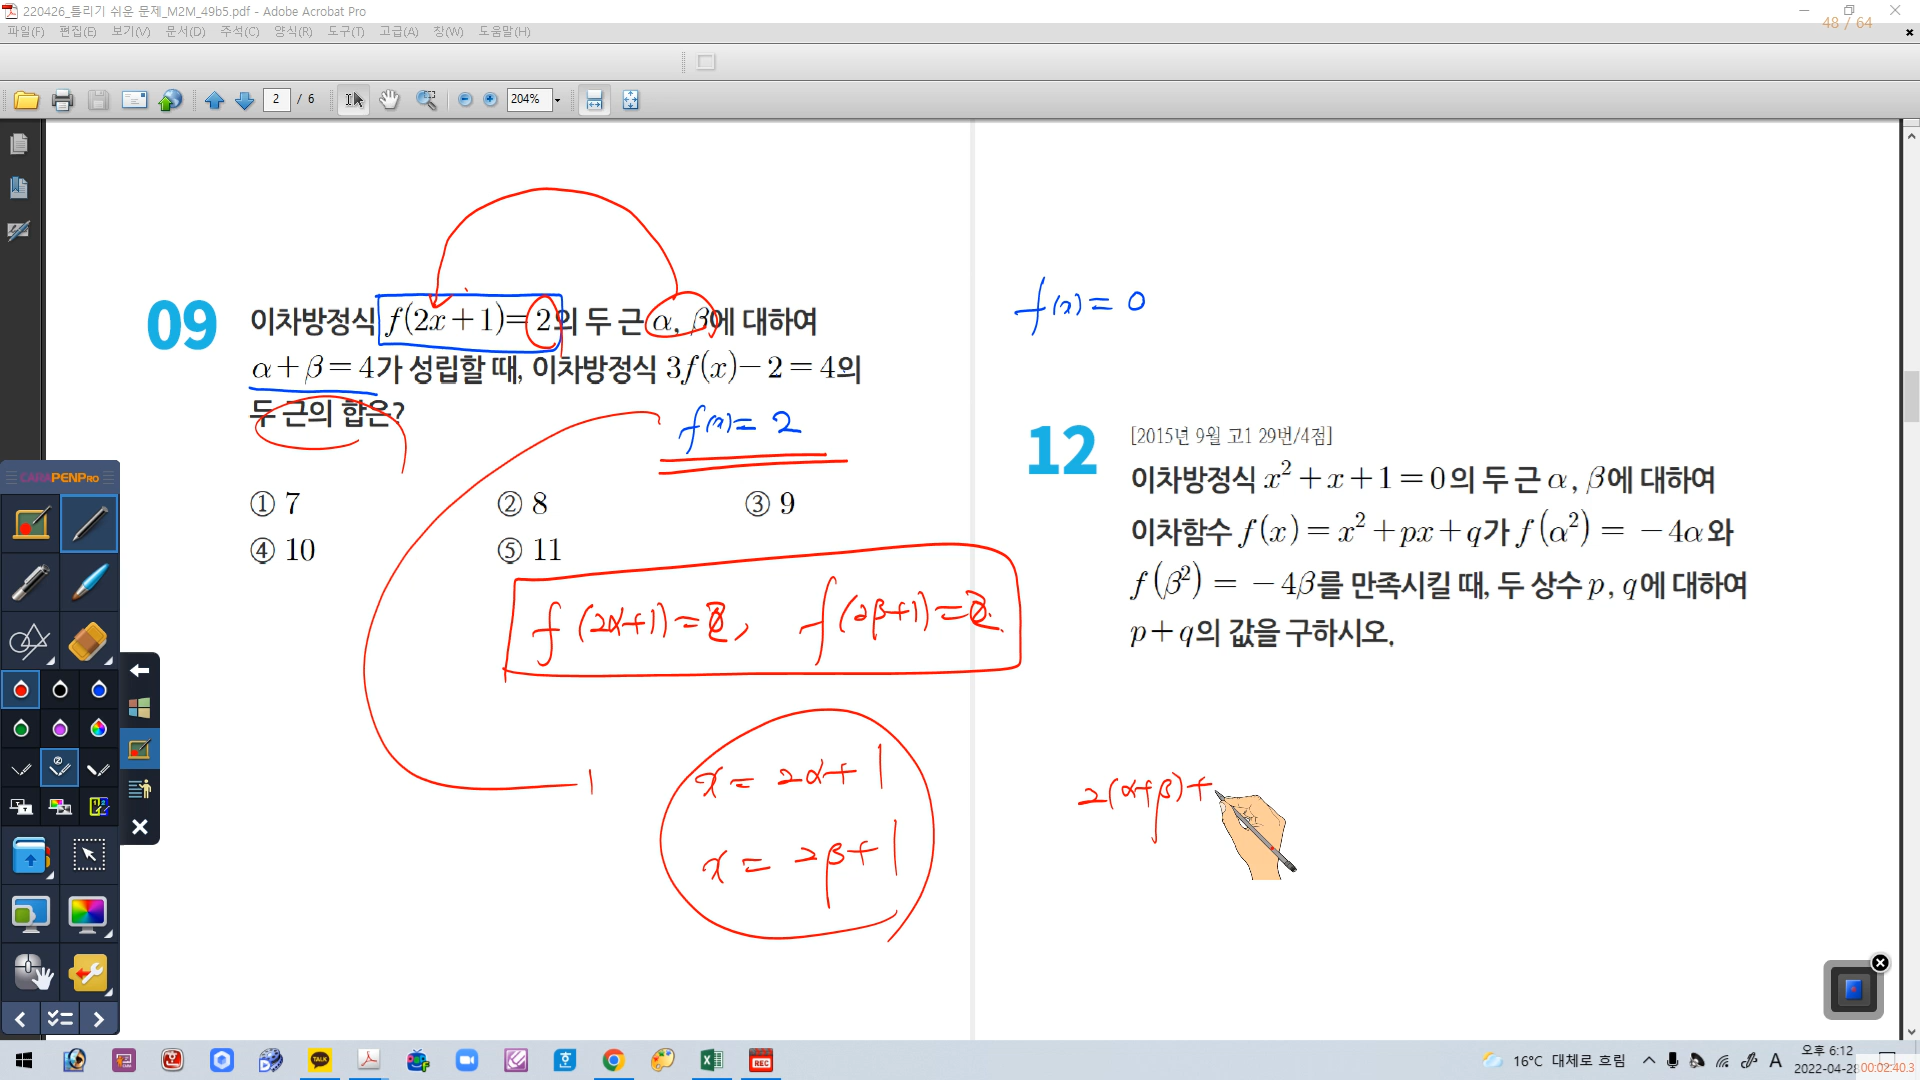 220426_틀리기 쉬운 문제_M2M_49b5.pdf - Adobe Acrobat Pro
48 / 64
파일(F) 편집(E) 보기(V) 문서(D) 주석(C) 양식(R) 도구(T) 고급(A) 창(W) 도움말(H)
2 / 6 204%
09 이차방정식 f(2x+1)=2의 두 근 α, β에 대하여
α+β=4가 성립할 때, 이차방정식 3f(x)-2=4의
두 근의 합은?
f(x)= 2
① 7 ② 8 ③ 9
④ 10 ⑤ 11
f(2α+1)=2, f(2β+1)=2.
x = 2α+1
x = 2β+1
f(x)= 0
12 [2015년 9월 고1 29번/4점]
이차방정식 x²+x+1=0의 두 근 α, β에 대하여
이차함수 f(x)=x²+px+q가 f(α²)=-4α와
f(β²)=-4β를 만족시킬 때, 두 상수 p, q에 대하여
p+q의 값을 구하시오.
2(α+β)+
CARAPENPRO
TALK
REC
16°C 대체로 흐림
A
오후 6:12
2022-04-28
00:02:40.3